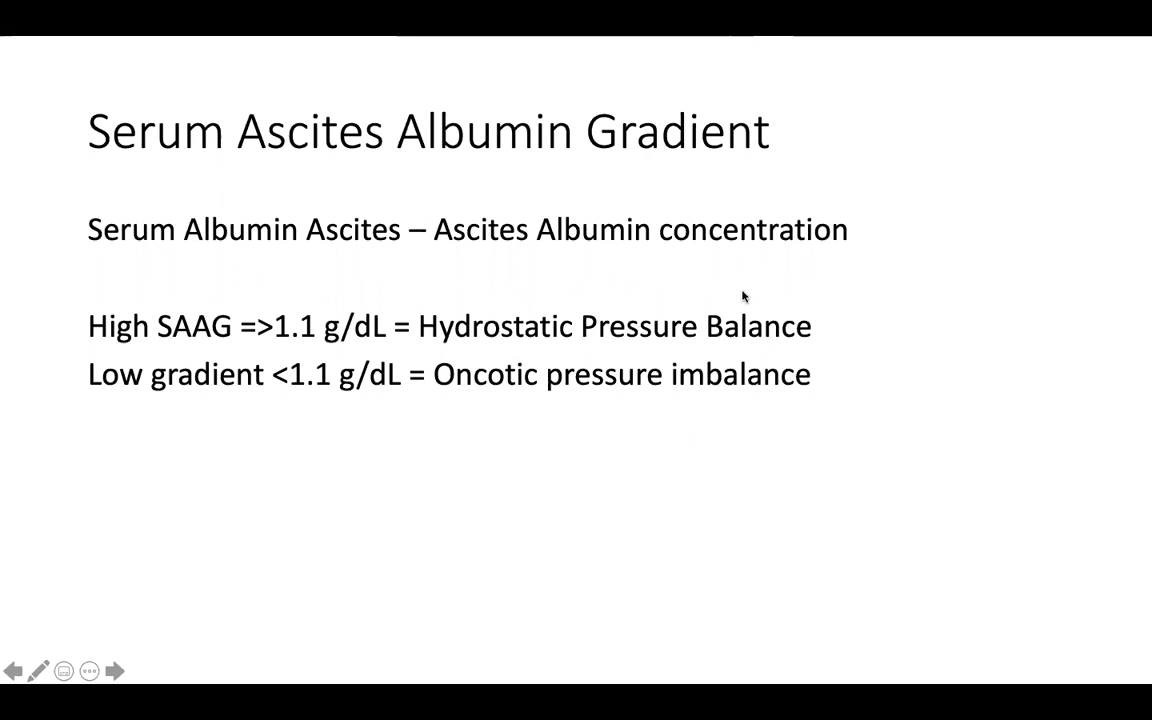 Serum Ascites Albumin Gradient
Serum Albumin Ascites – Ascites Albumin concentration
High SAAG =>1.1 g/dL = Hydrostatic Pressure Balance
Low gradient <1.1 g/dL = Oncotic pressure imbalance